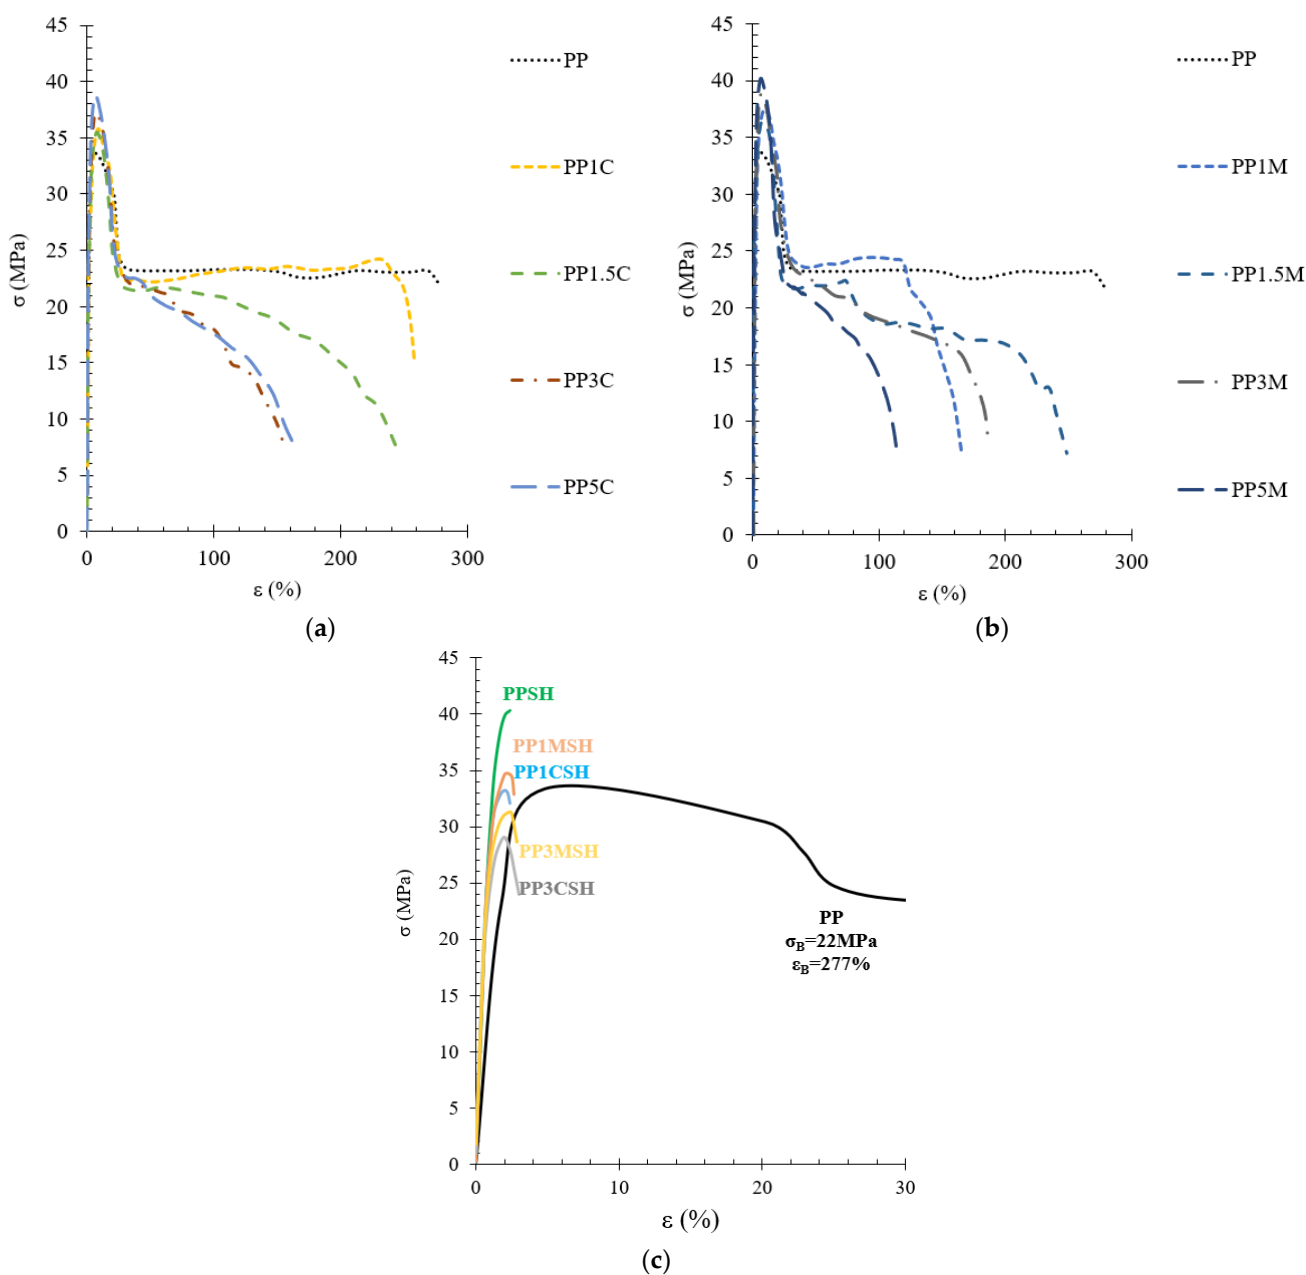 45
40
35
30
25
20
15
10
5
0
σ (MPa)
0
100
200
300
ε (%)
PP
PP1C
PP1.5C
PP3C
PP5C
(a)
45
40
35
30
25
20
15
10
5
0
σ (MPa)
0
100
200
300
ε (%)
PP
PP1M
PP1.5M
PP3M
PP5M
(b)
45
40
35
30
25
20
15
10
5
0
σ (MPa)
0
10
20
30
ε (%)
PPSH
PP1MSH
PP1CSH
PP3MSH
PP3CSH
PP
σB=22MPa
εB=277%
(c)